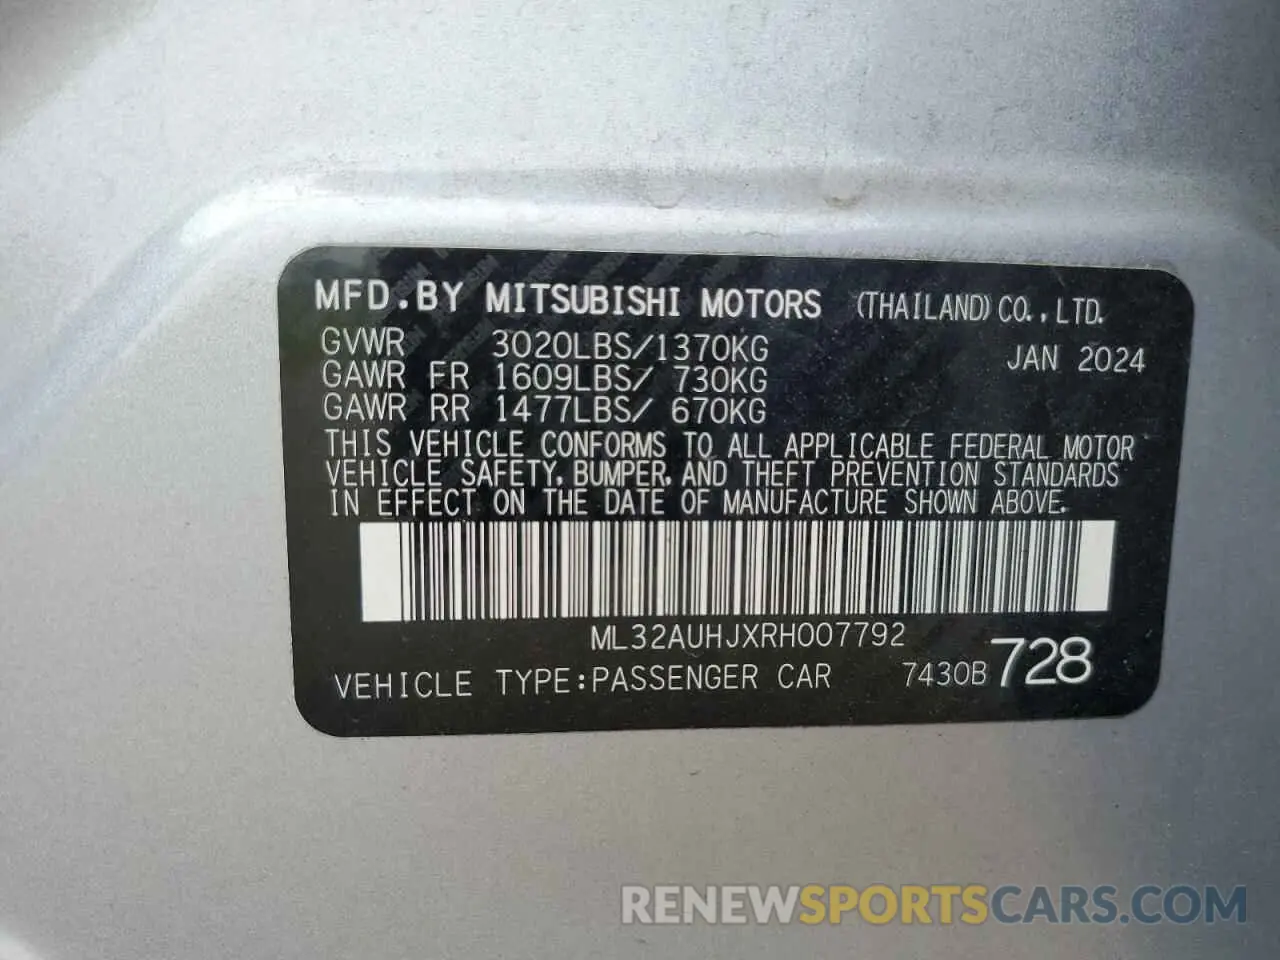 MFD.BY MITSUBISHI MOTORS (THAILAND) CO.,LTD.
GVWR 3020LBS/1370KG JAN 2024
GAWR FR 1609LBS/ 730KG
GAWR RR 1477LBS/ 670KG
THIS VEHICLE CONFORMS TO ALL APPLICABLE FEDERAL MOTOR
VEHICLE SAFETY, BUMPER, AND THEFT PREVENTION STANDARDS
IN EFFECT ON THE DATE OF MANUFACTURE SHOWN ABOVE.
ML32AUHJXRH007792
VEHICLE TYPE:PASSENGER CAR 7430B 728
RENEWSPORTSCARS.COM